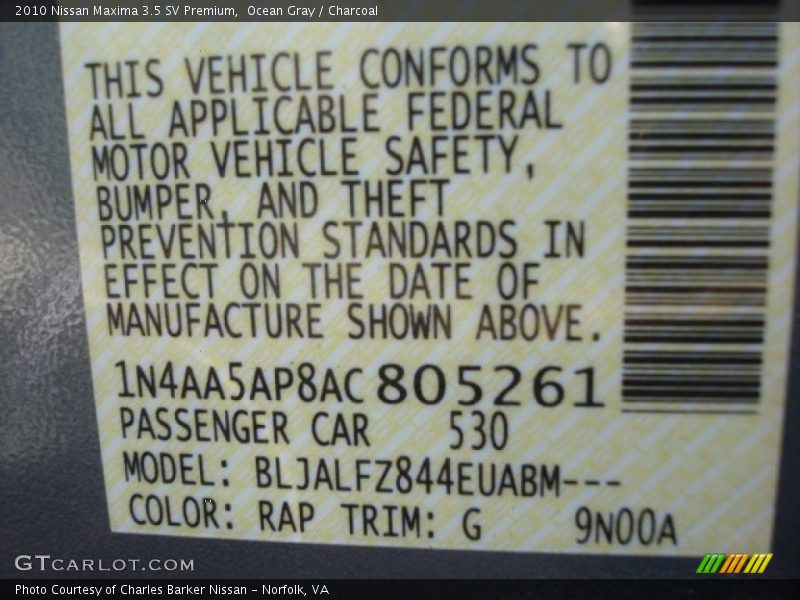 2010 Nissan Maxima 3.5 SV Premium,  Ocean Gray / Charcoal
THIS VEHICLE CONFORMS TO
ALL APPLICABLE FEDERAL
MOTOR VEHICLE SAFETY,
BUMPER, AND THEFT
PREVENTION STANDARDS IN
EFFECT ON THE DATE OF
MANUFACTURE SHOWN ABOVE.
1N4AA5AP8AC805261
PASSENGER CAR 530
MODEL: BLJALFZ844EUABM---
COLOR: RAP TRIM: G 9N00A
GTCARLOT.COM
Photo Courtesy of Charles Barker Nissan - Norfolk, VA